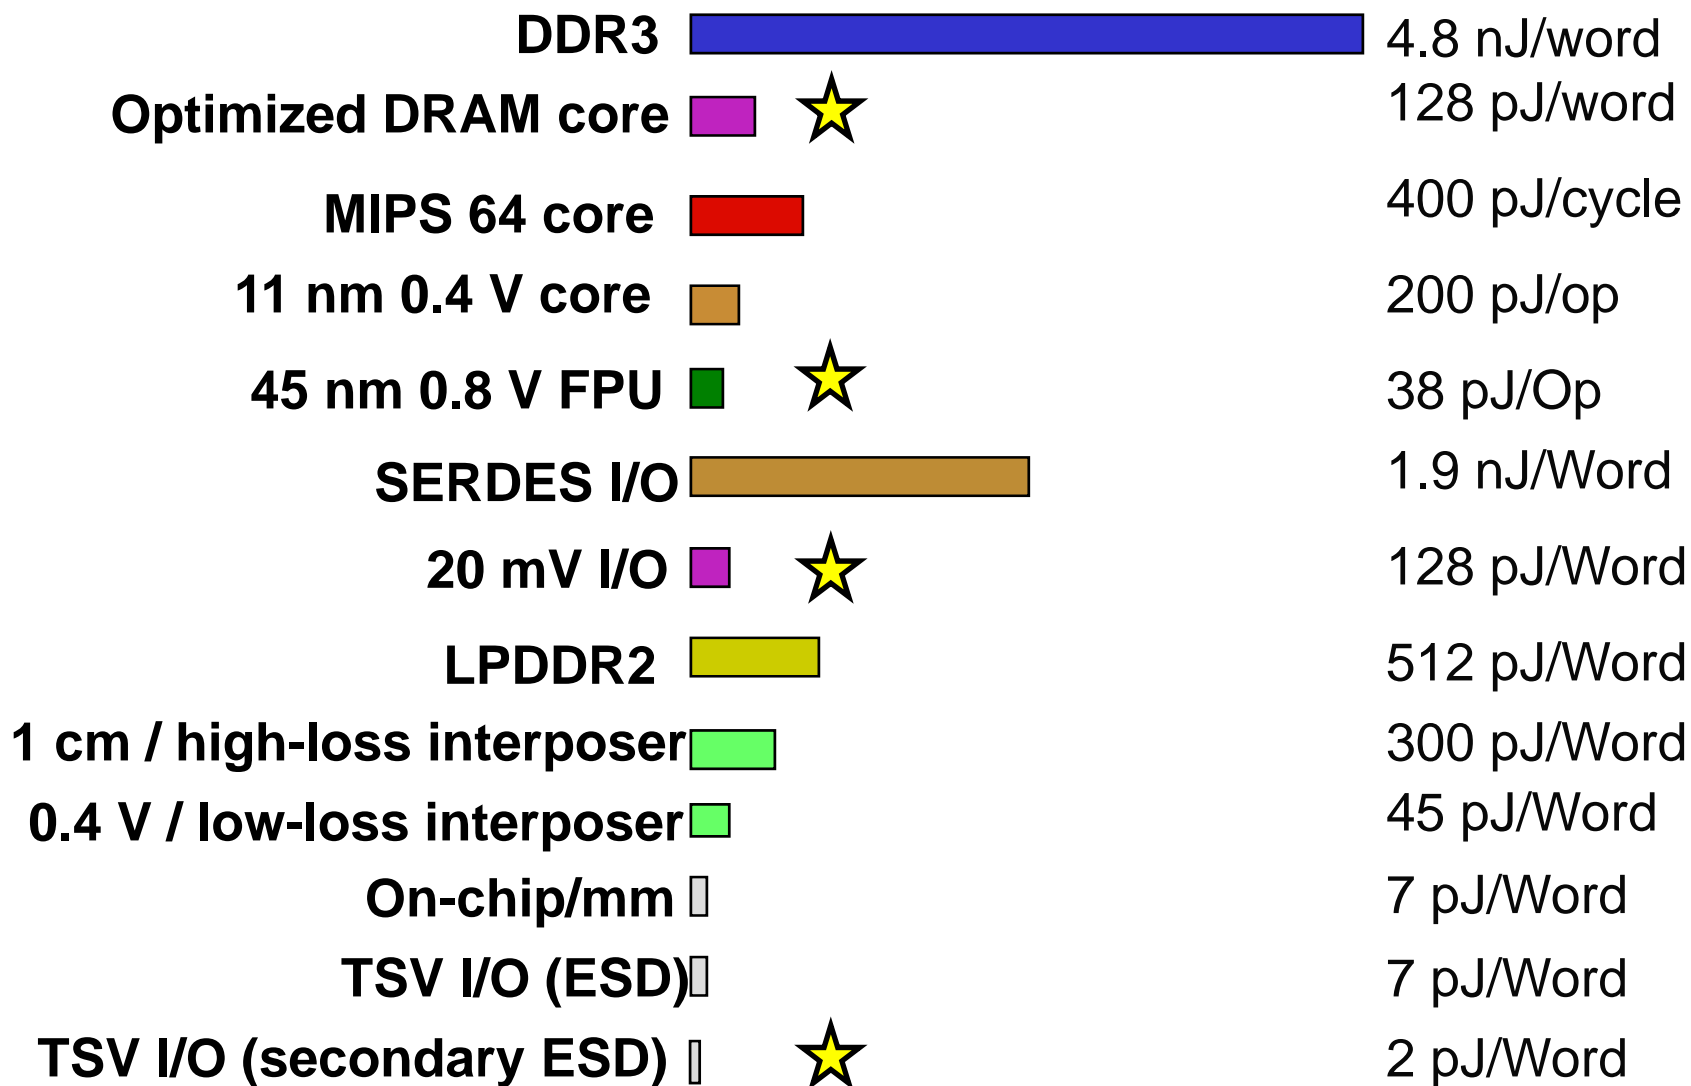 DDR3 4.8 nJ/word
Optimized DRAM core 128 pJ/word
MIPS 64 core 400 pJ/cycle
11 nm 0.4 V core 200 pJ/op
45 nm 0.8 V FPU 38 pJ/Op
SERDES I/O 1.9 nJ/Word
20 mV I/O 128 pJ/Word
LPDDR2 512 pJ/Word
1 cm / high-loss interposer 300 pJ/Word
0.4 V / low-loss interposer 45 pJ/Word
On-chip/mm 7 pJ/Word
TSV I/O (ESD) 7 pJ/Word
TSV I/O (secondary ESD) 2 pJ/Word